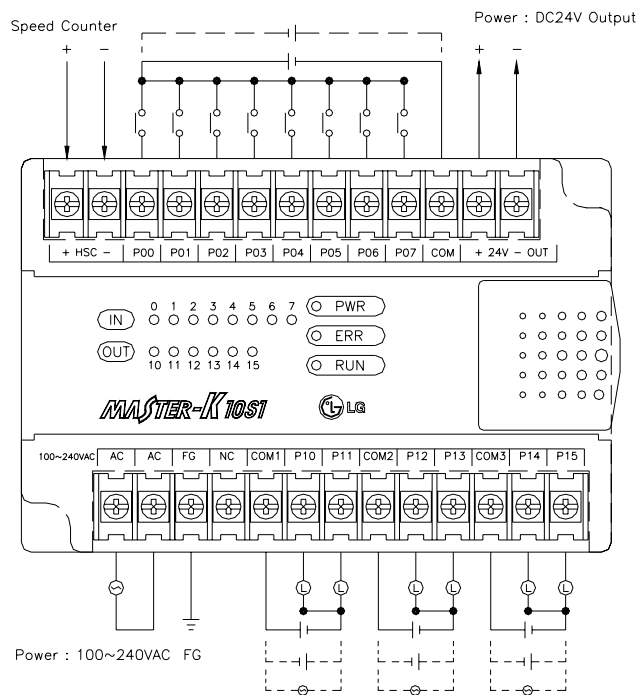 Speed Counter
Power : DC24V Output
+ − + −
+ HSC − P00 P01 P02 P03 P04 P05 P06 P07 COM + 24V − OUT
0 1 2 3 4 5 6 7
IN
OUT
10 11 12 13 14 15
PWR
ERR
RUN
MASTER-K 10S1
LG
100~240VAC AC AC FG NC COM1 P10 P11 COM2 P12 P13 COM3 P14 P15
L L L L L L
Power : 100~240VAC FG